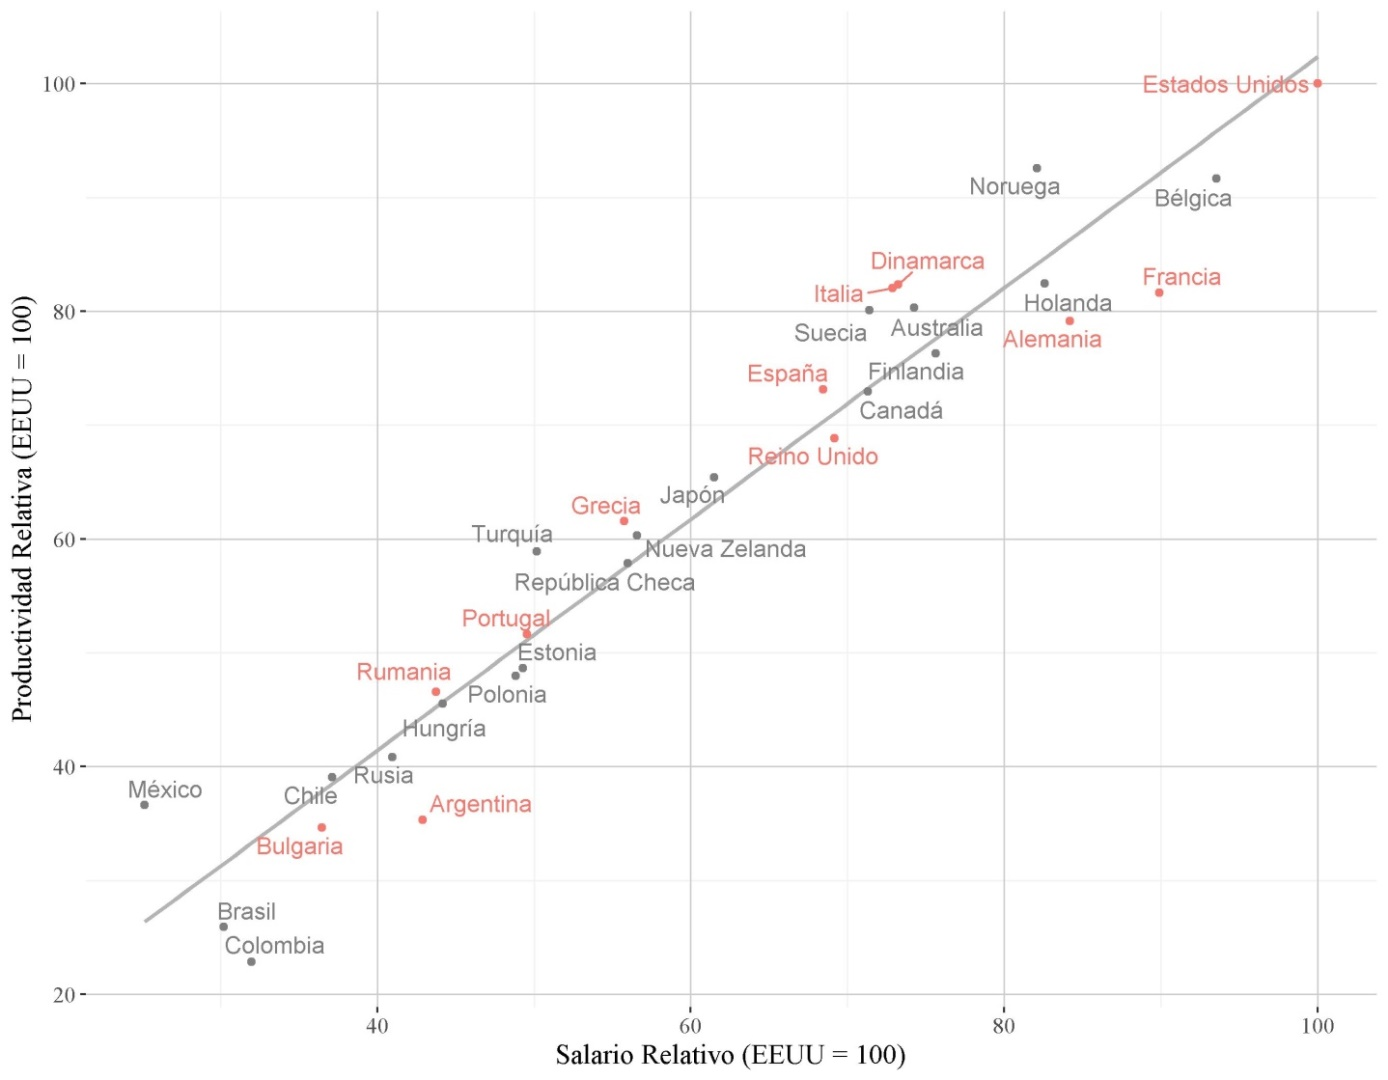 100
80
60
40
20
Productividad Relativa (EEUU = 100)
Estados Unidos
Noruega
Bélgica
Dinamarca
Francia
Italia
Holanda
Suecia
Australia
Alemania
España
Finlandia
Canadá
Reino Unido
Japón
Grecia
Turquía
Nueva Zelanda
República Checa
Portugal
Estonia
Rumania
Polonia
Hungría
Rusia
México
Chile
Argentina
Bulgaria
Brasil
Colombia
40
60
80
100
Salario Relativo (EEUU = 100)